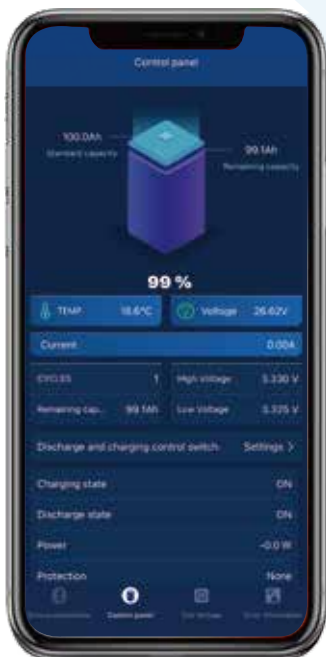 Control panel
100.0Ah
Standard capacity
99.1Ah
Remaining capacity
99 %
TEMP 18.6°C
Voltage 26.62V
Current 0.00A
CYCLES 1
High Voltage 3.330 V
Remaining cap... 99.1Ah
Low Voltage 3.325 V
Discharge and charging control switch Settings >
Charging state ON
Discharge state ON
Power -0.0 W
Protection None
Control panel